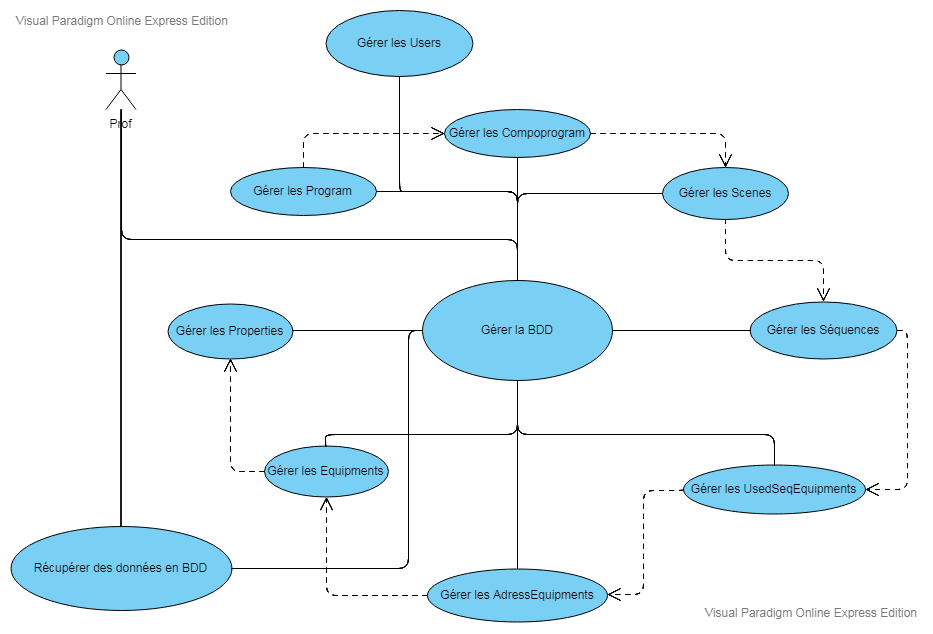 Visual Paradigm Online Express Edition
Prof
Gérer les Users
Gérer les Compoprogram
Gérer les Program
Gérer les Scenes
Gérer les Properties
Gérer la BDD
Gérer les Séquences
Gérer les Equipments
Gérer les UsedSeqEquipments
Récupérer des données en BDD
Gérer les AdressEquipments
Visual Paradigm Online Express Edition